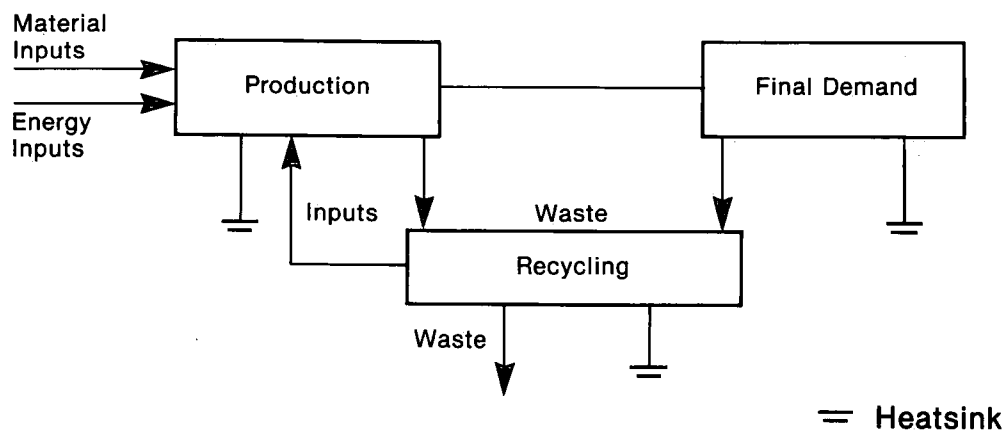 Material
Inputs
Production
Final Demand
Energy
Inputs
Inputs
Waste
Recycling
Waste
Heatsink